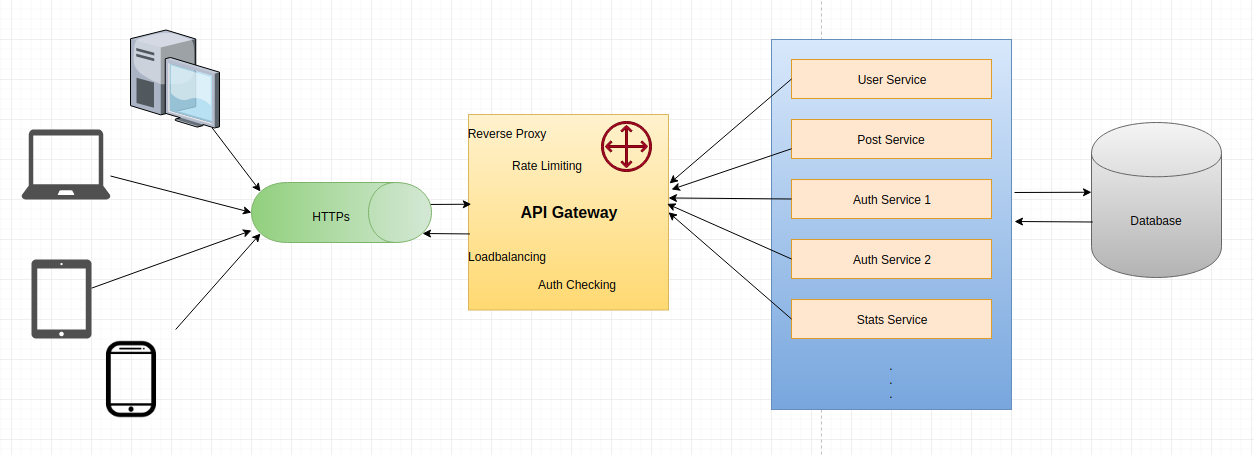 HTTPs
Reverse Proxy
Rate Limiting
API Gateway
Loadbalancing
Auth Checking
User Service
Post Service
Auth Service 1
Auth Service 2
Stats Service
.
.
.
Database